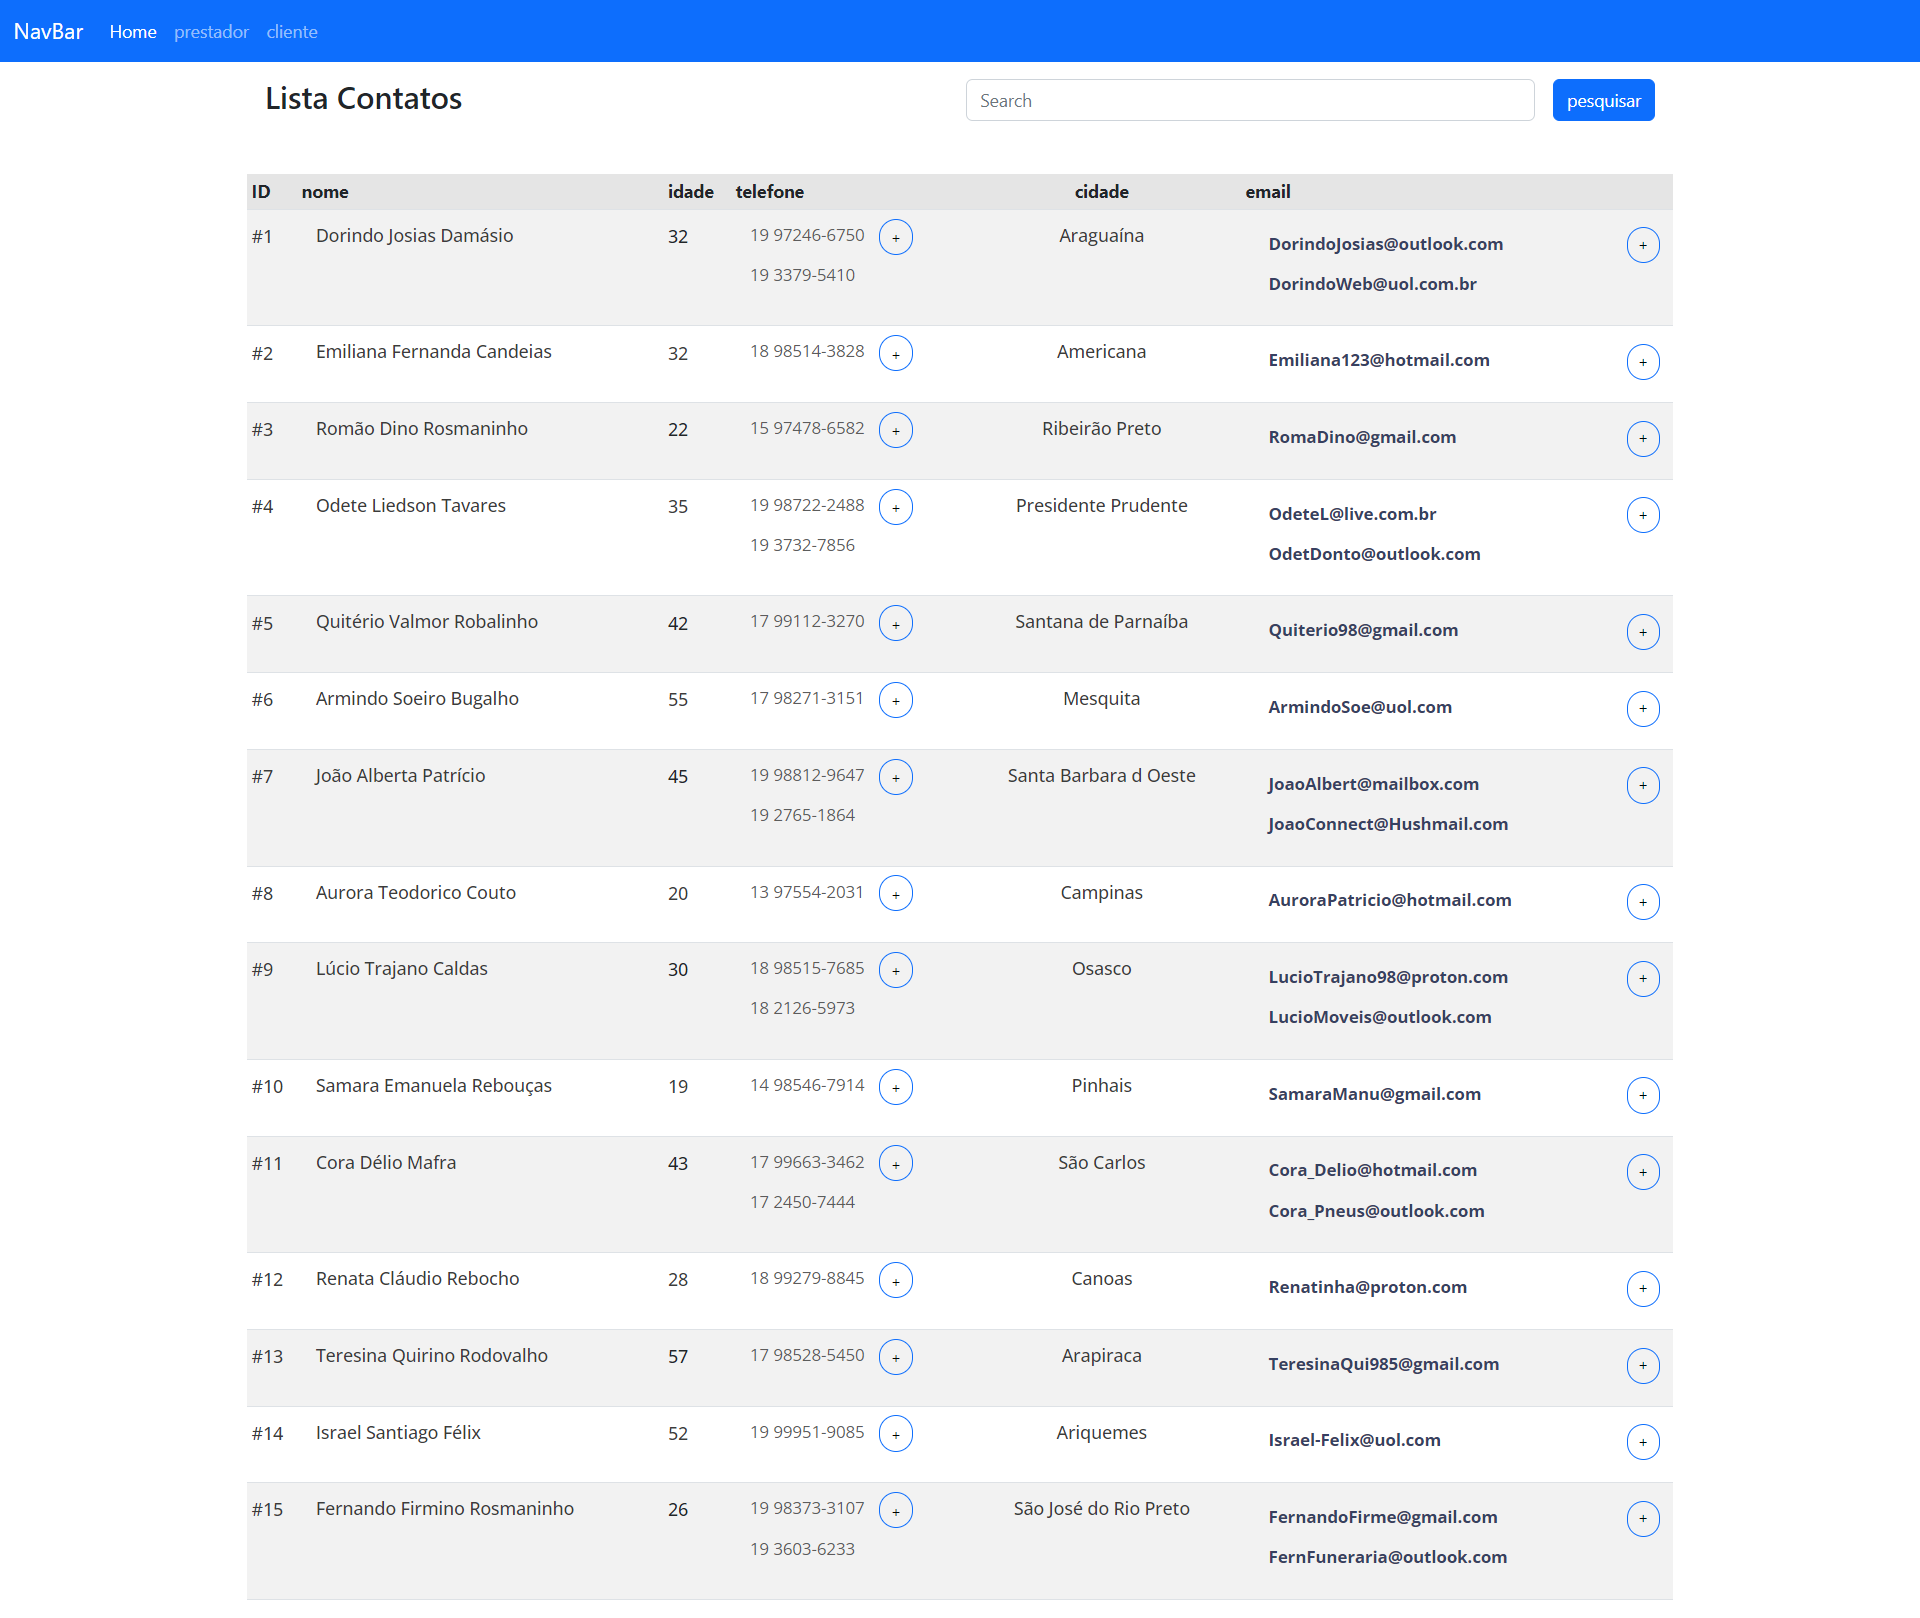 NavBar Home prestador cliente
Lista Contatos Search pesquisar
ID nome idade telefone cidade email
#1 Dorindo Josias Damásio 32 19 97246-6750 + Araguaína DorindoJosias@outlook.com +
19 3379-5410 DorindoWeb@uol.com.br
#2 Emiliana Fernanda Candeias 32 18 98514-3828 + Americana Emiliana123@hotmail.com +
#3 Romão Dino Rosmaninho 22 15 97478-6582 + Ribeirão Preto RomaDino@gmail.com +
#4 Odete Liedson Tavares 35 19 98722-2488 + Presidente Prudente OdeteL@live.com.br +
19 3732-7856 OdetDonto@outlook.com
#5 Quitério Valmor Robalinho 42 17 99112-3270 + Santana de Parnaíba Quiterio98@gmail.com +
#6 Armindo Soeiro Bugalho 55 17 98271-3151 + Mesquita ArmindoSoe@uol.com +
#7 João Alberta Patrício 45 19 98812-9647 + Santa Barbara d Oeste JoaoAlbert@mailbox.com +
19 2765-1864 JoaoConnect@Hushmail.com
#8 Aurora Teodorico Couto 20 13 97554-2031 + Campinas AuroraPatricio@hotmail.com +
#9 Lúcio Trajano Caldas 30 18 98515-7685 + Osasco LucioTrajano98@proton.com +
18 2126-5973 LucioMoveis@outlook.com
#10 Samara Emanuela Rebouças 19 14 98546-7914 + Pinhais SamaraManu@gmail.com +
#11 Cora Délio Mafra 43 17 99663-3462 + São Carlos Cora_Delio@hotmail.com +
17 2450-7444 Cora_Pneus@outlook.com
#12 Renata Cláudio Rebocho 28 18 99279-8845 + Canoas Renatinha@proton.com +
#13 Teresina Quirino Rodovalho 57 17 98528-5450 + Arapiraca TeresinaQui985@gmail.com +
#14 Israel Santiago Félix 52 19 99951-9085 + Ariquemes Israel-Felix@uol.com +
#15 Fernando Firmino Rosmaninho 26 19 98373-3107 + São José do Rio Preto FernandoFirme@gmail.com +
19 3603-6233 FernFuneraria@outlook.com